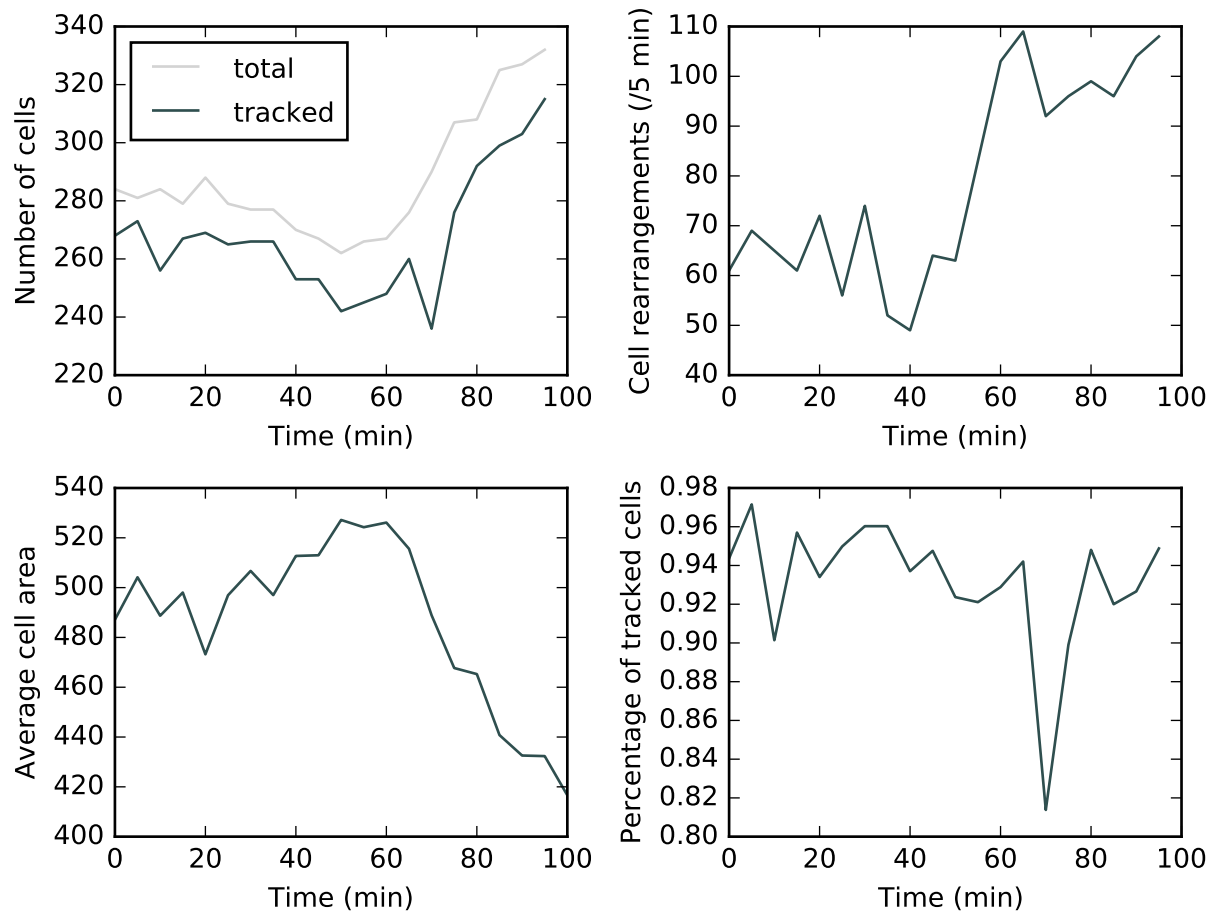 340
320
300
280
260
240
220
0 20 40 60 80 100
Number of cells
Time (min)
total
tracked
110
100
90
80
70
60
50
40
0 20 40 60 80 100
Cell rearrangements (/5 min)
Time (min)
540
520
500
480
460
440
420
400
0 20 40 60 80 100
Average cell area
Time (min)
0.98
0.96
0.94
0.92
0.90
0.88
0.86
0.84
0.82
0.80
0 20 40 60 80 100
Percentage of tracked cells
Time (min)